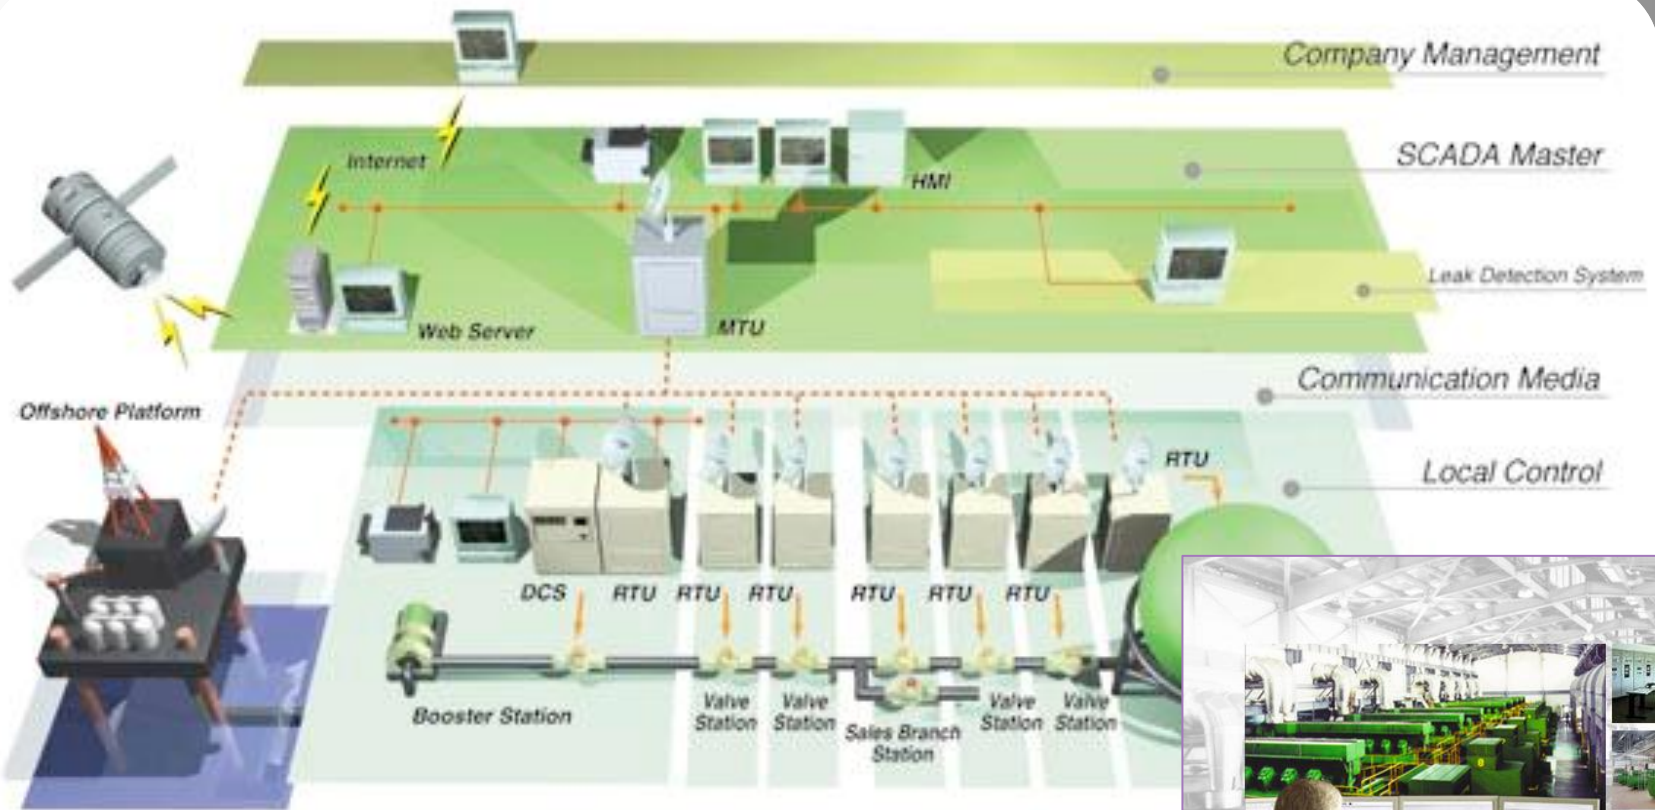 Company Management
Internet
SCADA Master
HMI
Leak Detection System
Web Server
MTU
Communication Media
Offshore Platform
RTU
Local Control
DCS
RTU
RTU
RTU
RTU
RTU
RTU
Booster Station
Valve
Station
Valve
Station
Sales Branch
Station
Valve
Station
Valve
Station